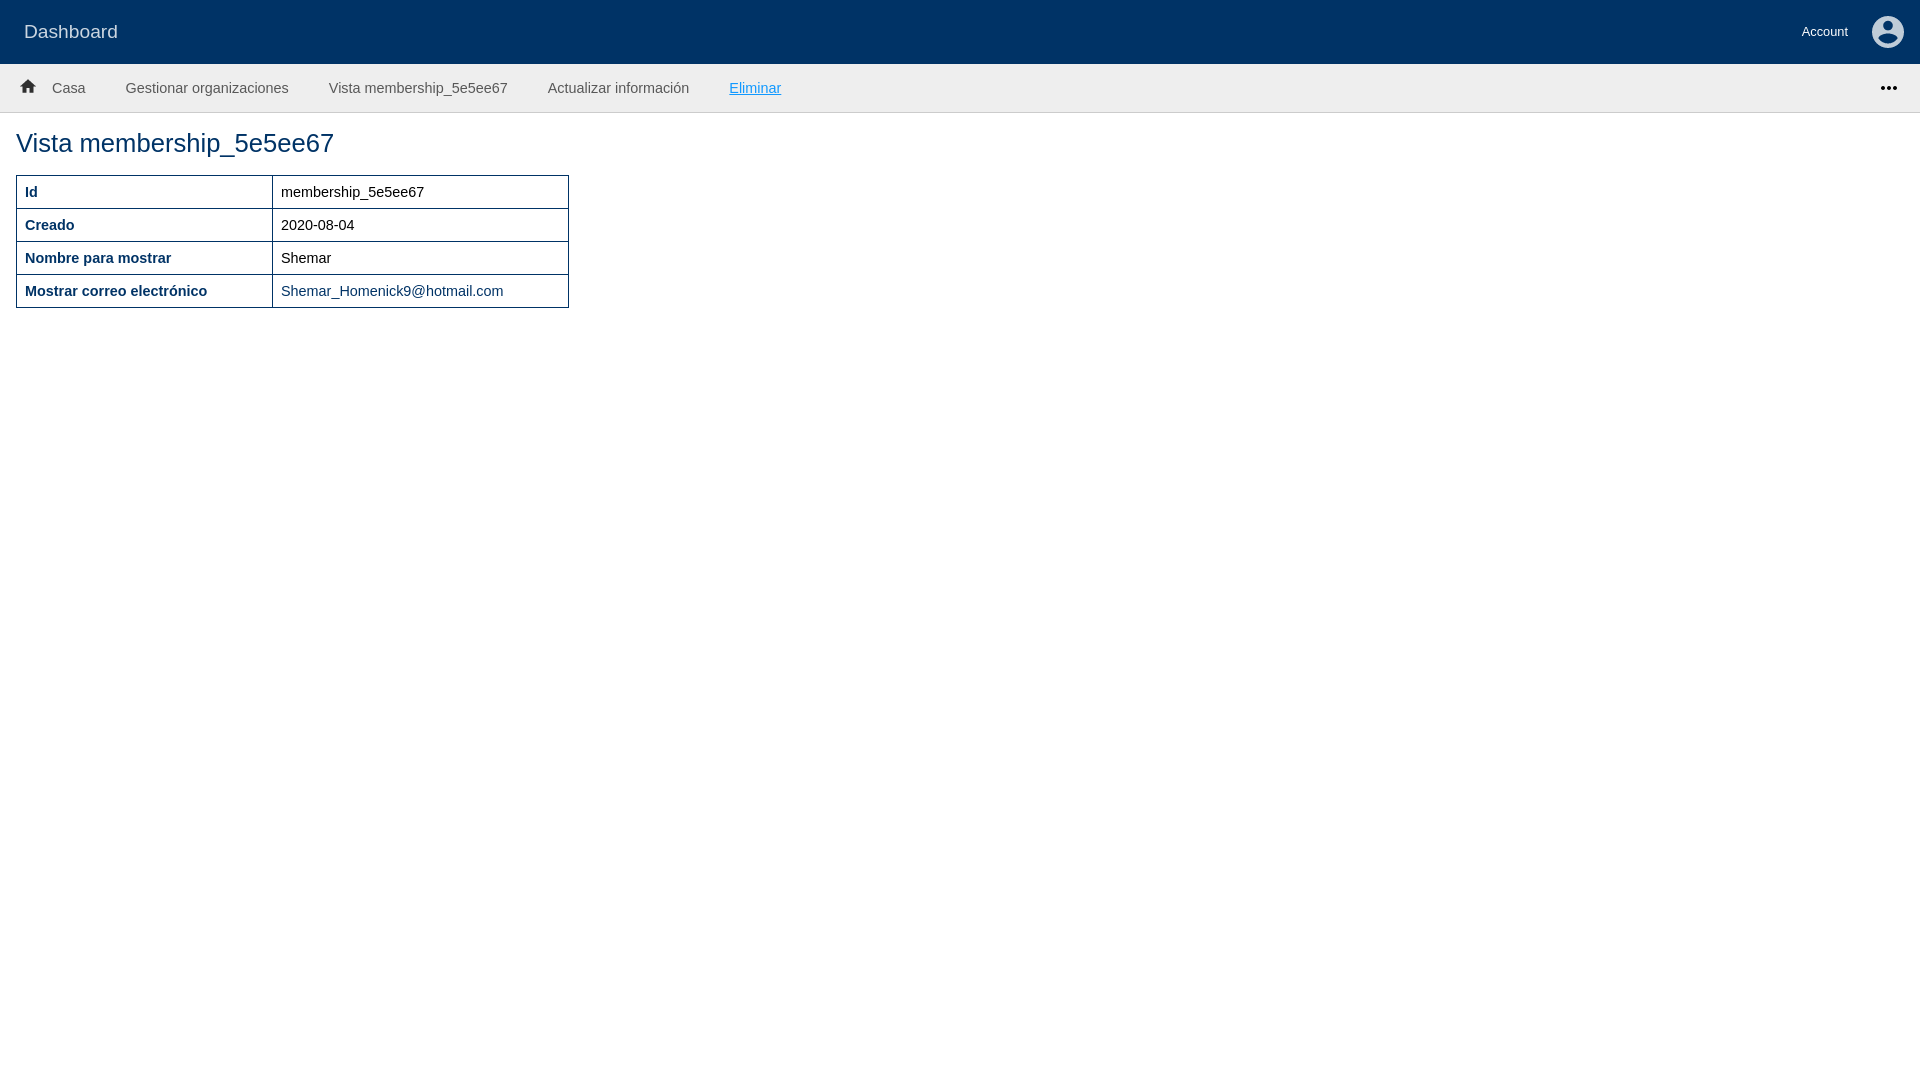 Dashboard
Account
Casa
Gestionar organizaciones
Vista membership_5e5ee67
Actualizar información
Eliminar
Vista membership_5e5ee67
Id membership_5e5ee67
Creado 2020-08-04
Nombre para mostrar Shemar
Mostrar correo electrónico Shemar_Homenick9@hotmail.com